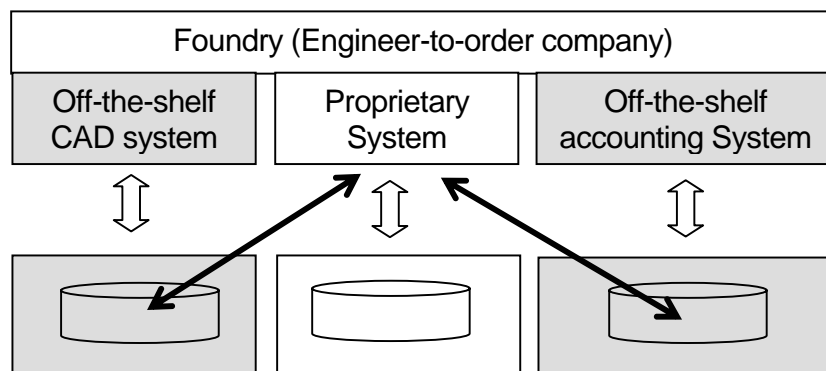 Foundry (Engineer-to-order company)
Off-the-shelf
CAD system
Proprietary
System
Off-the-shelf
accounting System